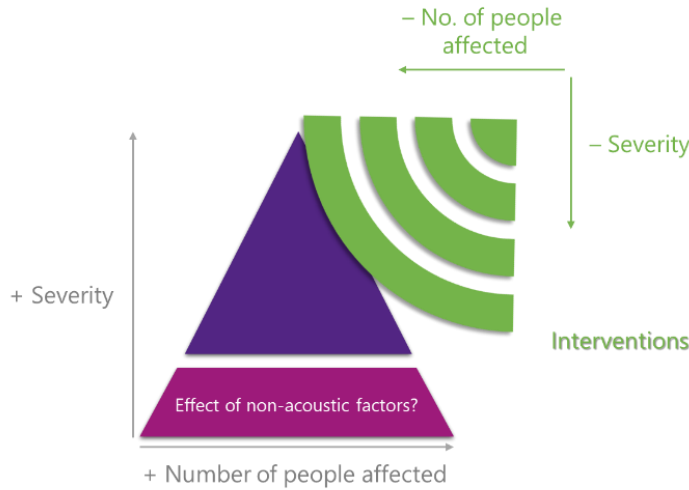 – No. of people
affected
– Severity
+ Severity
Interventions
Effect of non-acoustic factors?
+ Number of people affected